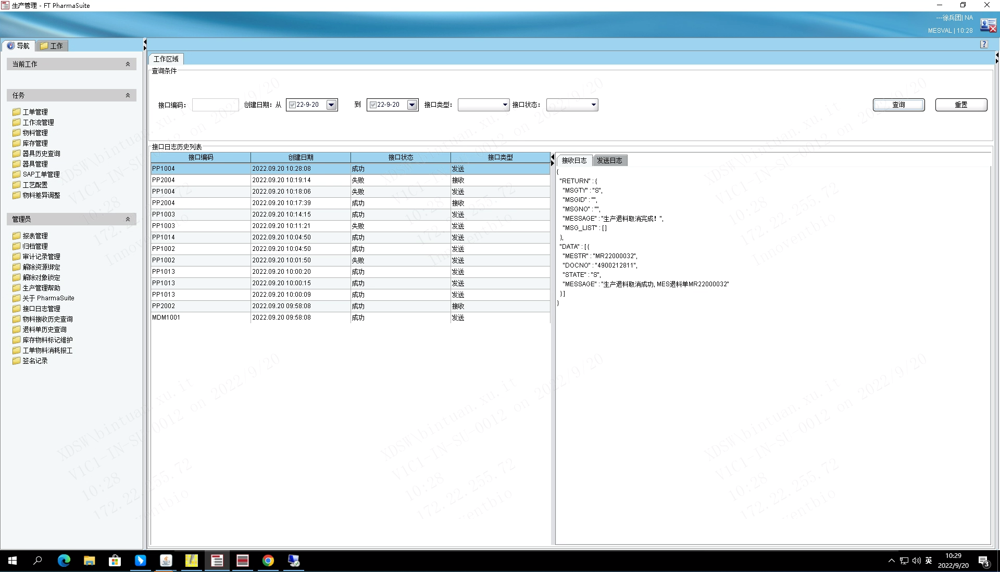 生产管理 - FT PharmaSuite
---徐兵团| NA
MESVAL | 10:28
导航
工作
当前工作
任务
工单管理
工作流管理
物料管理
库存管理
器具历史查询
器具管理
SAP工单管理
工艺配置
物料差异调整
管理员
报表管理
归档管理
审计记录管理
解除资源绑定
解除对象锁定
生产管理帮助
关于 PharmaSuite
接口日志管理
物料接收历史查询
退料单历史查询
库存物料标记维护
工单物料消耗报工
签名记录
工作区域
查询条件
接口编码:
创建日期: 从 22-9-20 到 22-9-20 接口类型: 接口状态:
查询
重置
接口日志历史列表
接口编码 创建日期 接口状态 接口类型
PP1004 2022.09.20 10:28:08 成功 发送
PP2004 2022.09.20 10:19:14 失败 接收
PP1004 2022.09.20 10:18:06 失败 发送
PP2004 2022.09.20 10:17:39 成功 接收
PP1003 2022.09.20 10:14:15 成功 发送
PP1003 2022.09.20 10:11:21 失败 发送
PP1014 2022.09.20 10:04:50 成功 发送
PP1002 2022.09.20 10:04:50 成功 发送
PP1002 2022.09.20 10:01:50 失败 发送
PP1013 2022.09.20 10:00:20 成功 发送
PP1013 2022.09.20 10:00:15 成功 发送
PP1013 2022.09.20 10:00:09 成功 发送
PP2002 2022.09.20 09:58:08 成功 接收
MDM1001 2022.09.20 09:58:08 成功 发送
接收日志
发送日志
{
"RETURN" : {
"MSGTY" : "S",
"MSGID" : "",
"MSGNO" : "",
"MESSAGE" : "生产退料取消完成！",
"MSG_LIST" : [ ]
},
"DATA" : [ {
"MESTR" : "MR22000032",
"DOCNO" : "4900212811",
"STATE" : "S",
"MESSAGE" : "生产退料取消成功, MES退料单MR22000032"
} ]
}
XDSW\bintuan.xu.it
V1C1-IN-SU-0012 on 2022/9/20
10:28
172.22.255.72
Innoventbio
英
10:29
2022/9/20
3